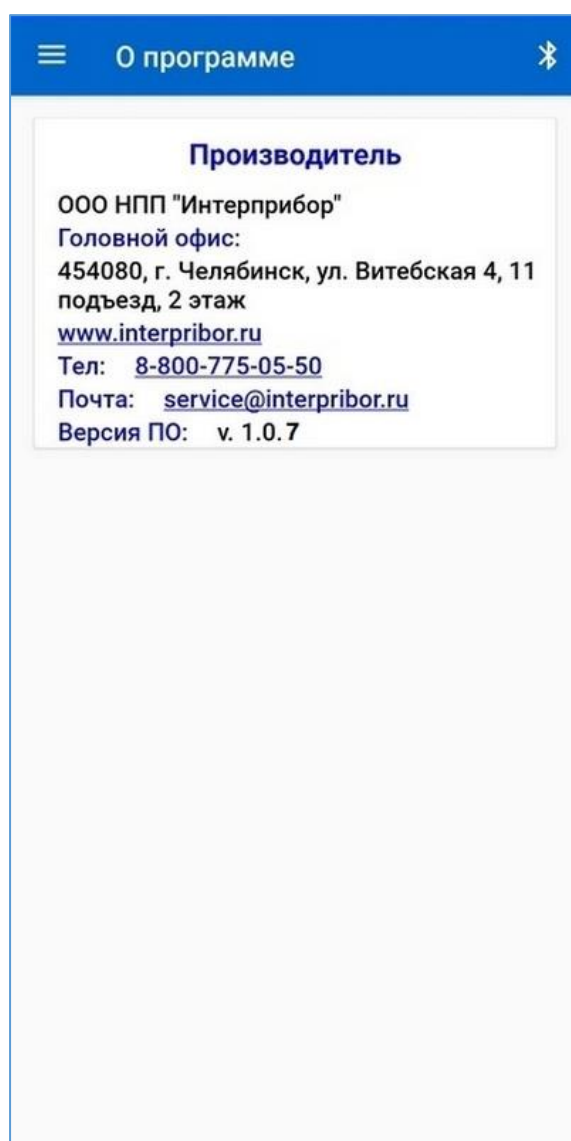 О программе
Производитель
ООО НПП "Интерприбор"
Головной офис:
454080, г. Челябинск, ул. Витебская 4, 11
подъезд, 2 этаж
www.interpribor.ru
Тел: 8-800-775-05-50
Почта: service@interpribor.ru
Версия ПО: v. 1.0.7